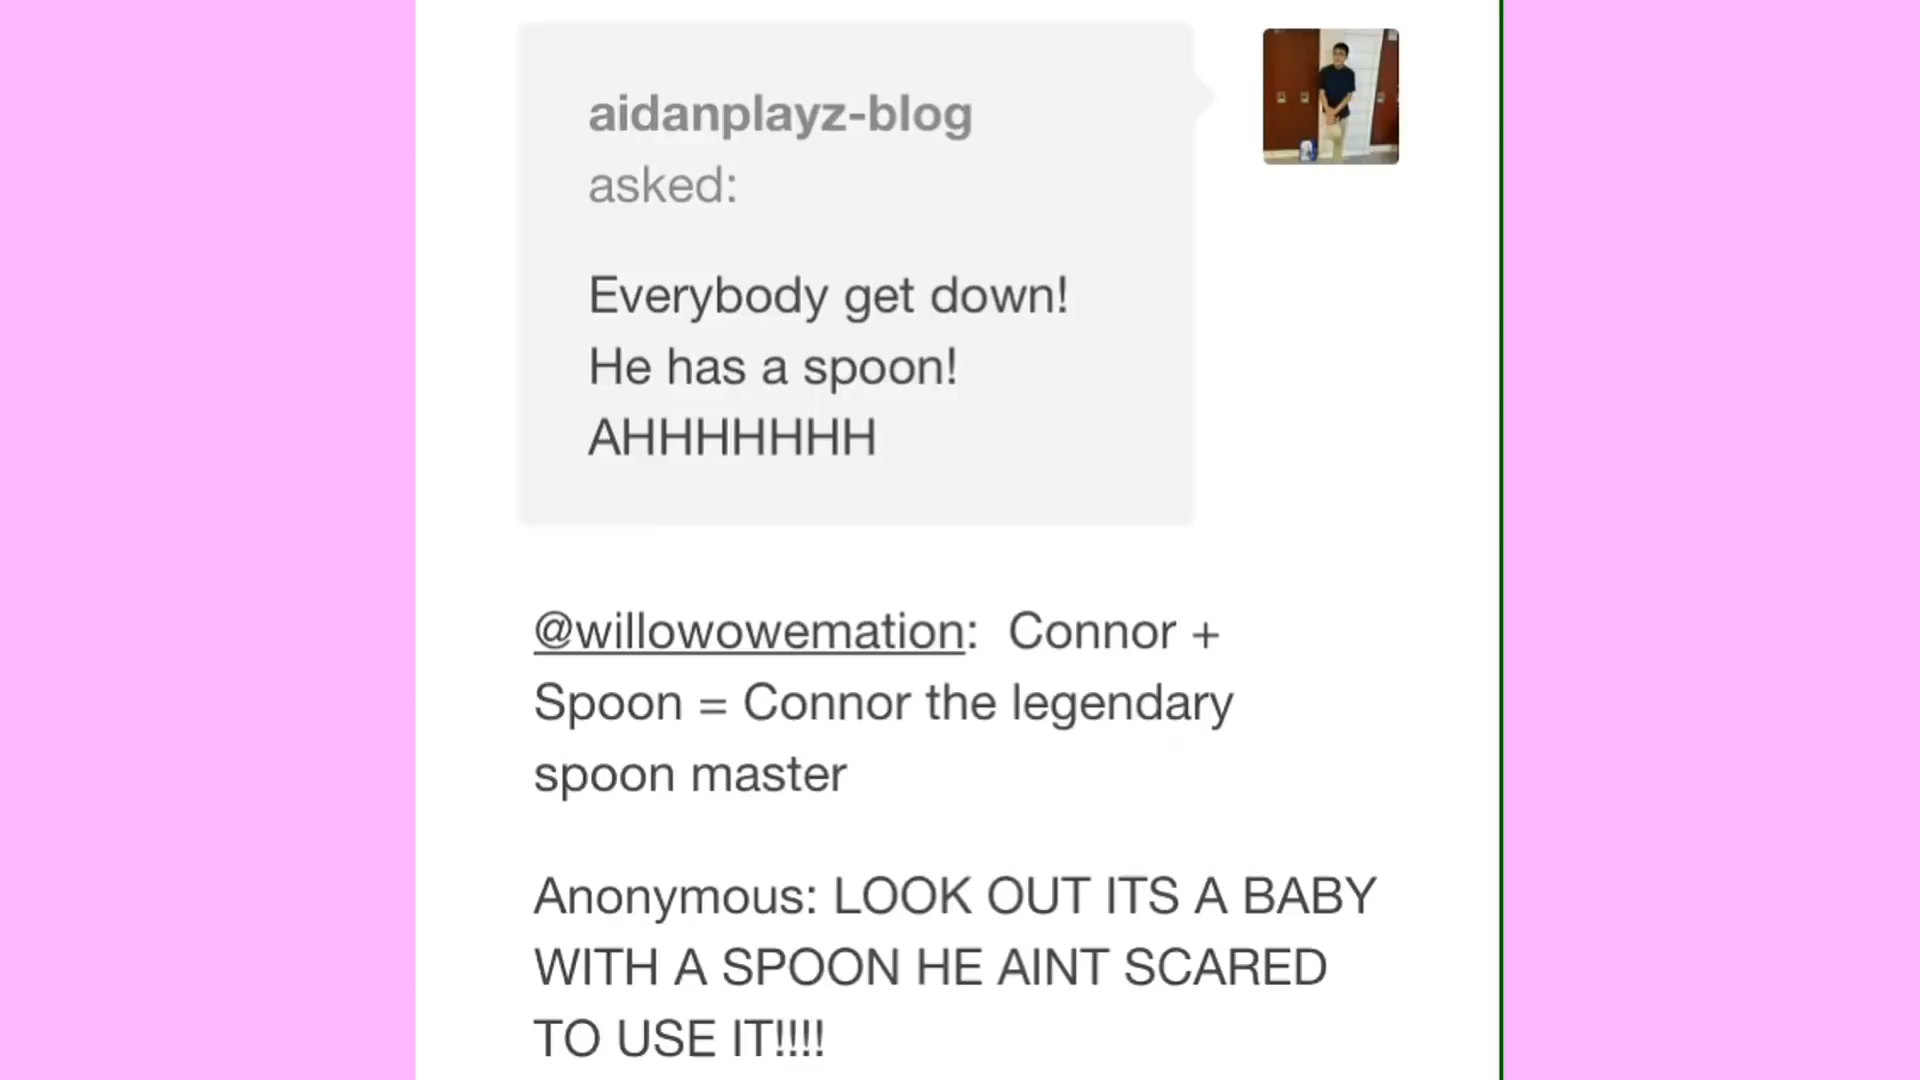 aidanplayz-blog
asked:
Everybody get down!
He has a spoon!
AHHHHHHH
@willowowemation:  Connor +
Spoon = Connor the legendary
spoon master
Anonymous: LOOK OUT ITS A BABY
WITH A SPOON HE AINT SCARED
TO USE IT!!!!